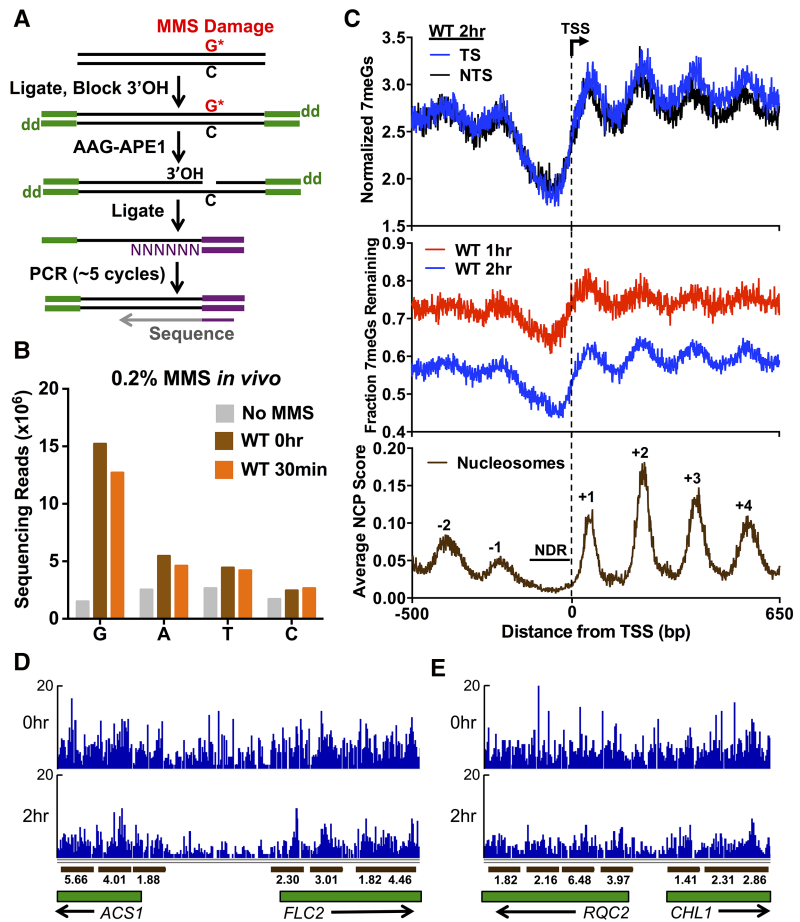 A
MMS Damage
G*
C
Ligate, Block 3'OH
G*
dd
dd
C
AAG-APE1
3'OH
dd
dd
C
Ligate
NNNNNN
PCR (~5 cycles)
Sequence
B
0.2% MMS in vivo
Sequencing Reads (x10⁶)
20
15
10
5
0
No MMS
WT 0hr
WT 30min
G A T C
C
WT 2hr
TS
NTS
TSS
Normalized 7meGs
3.5
3.0
2.5
2.0
1.5
Fraction 7meGs Remaining
0.9
0.8
0.7
0.6
0.5
0.4
WT 1hr
WT 2hr
Average NCP Score
0.20
0.15
0.10
0.05
0.00
Nucleosomes
-2
-1
NDR
+1
+2
+3
+4
-500 0 650
Distance from TSS (bp)
D
20
0hr
20
2hr
5.66 4.01 1.88 2.30 3.01 1.82 4.46
ACS1 FLC2
E
20
0hr
20
2hr
1.82 2.16 6.48 3.97 1.41 2.31 2.86
RQC2 CHL1